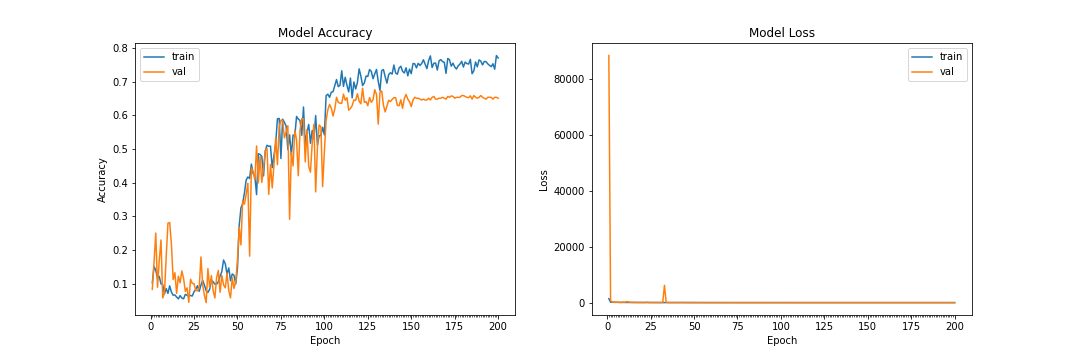 Model Accuracy
train
val
0.8
0.7
0.6
0.5
0.4
0.3
0.2
0.1
Accuracy
0 25 50 75 100 125 150 175 200
Epoch
Model Loss
train
val
80000
60000
40000
20000
0
Loss
0 25 50 75 100 125 150 175 200
Epoch